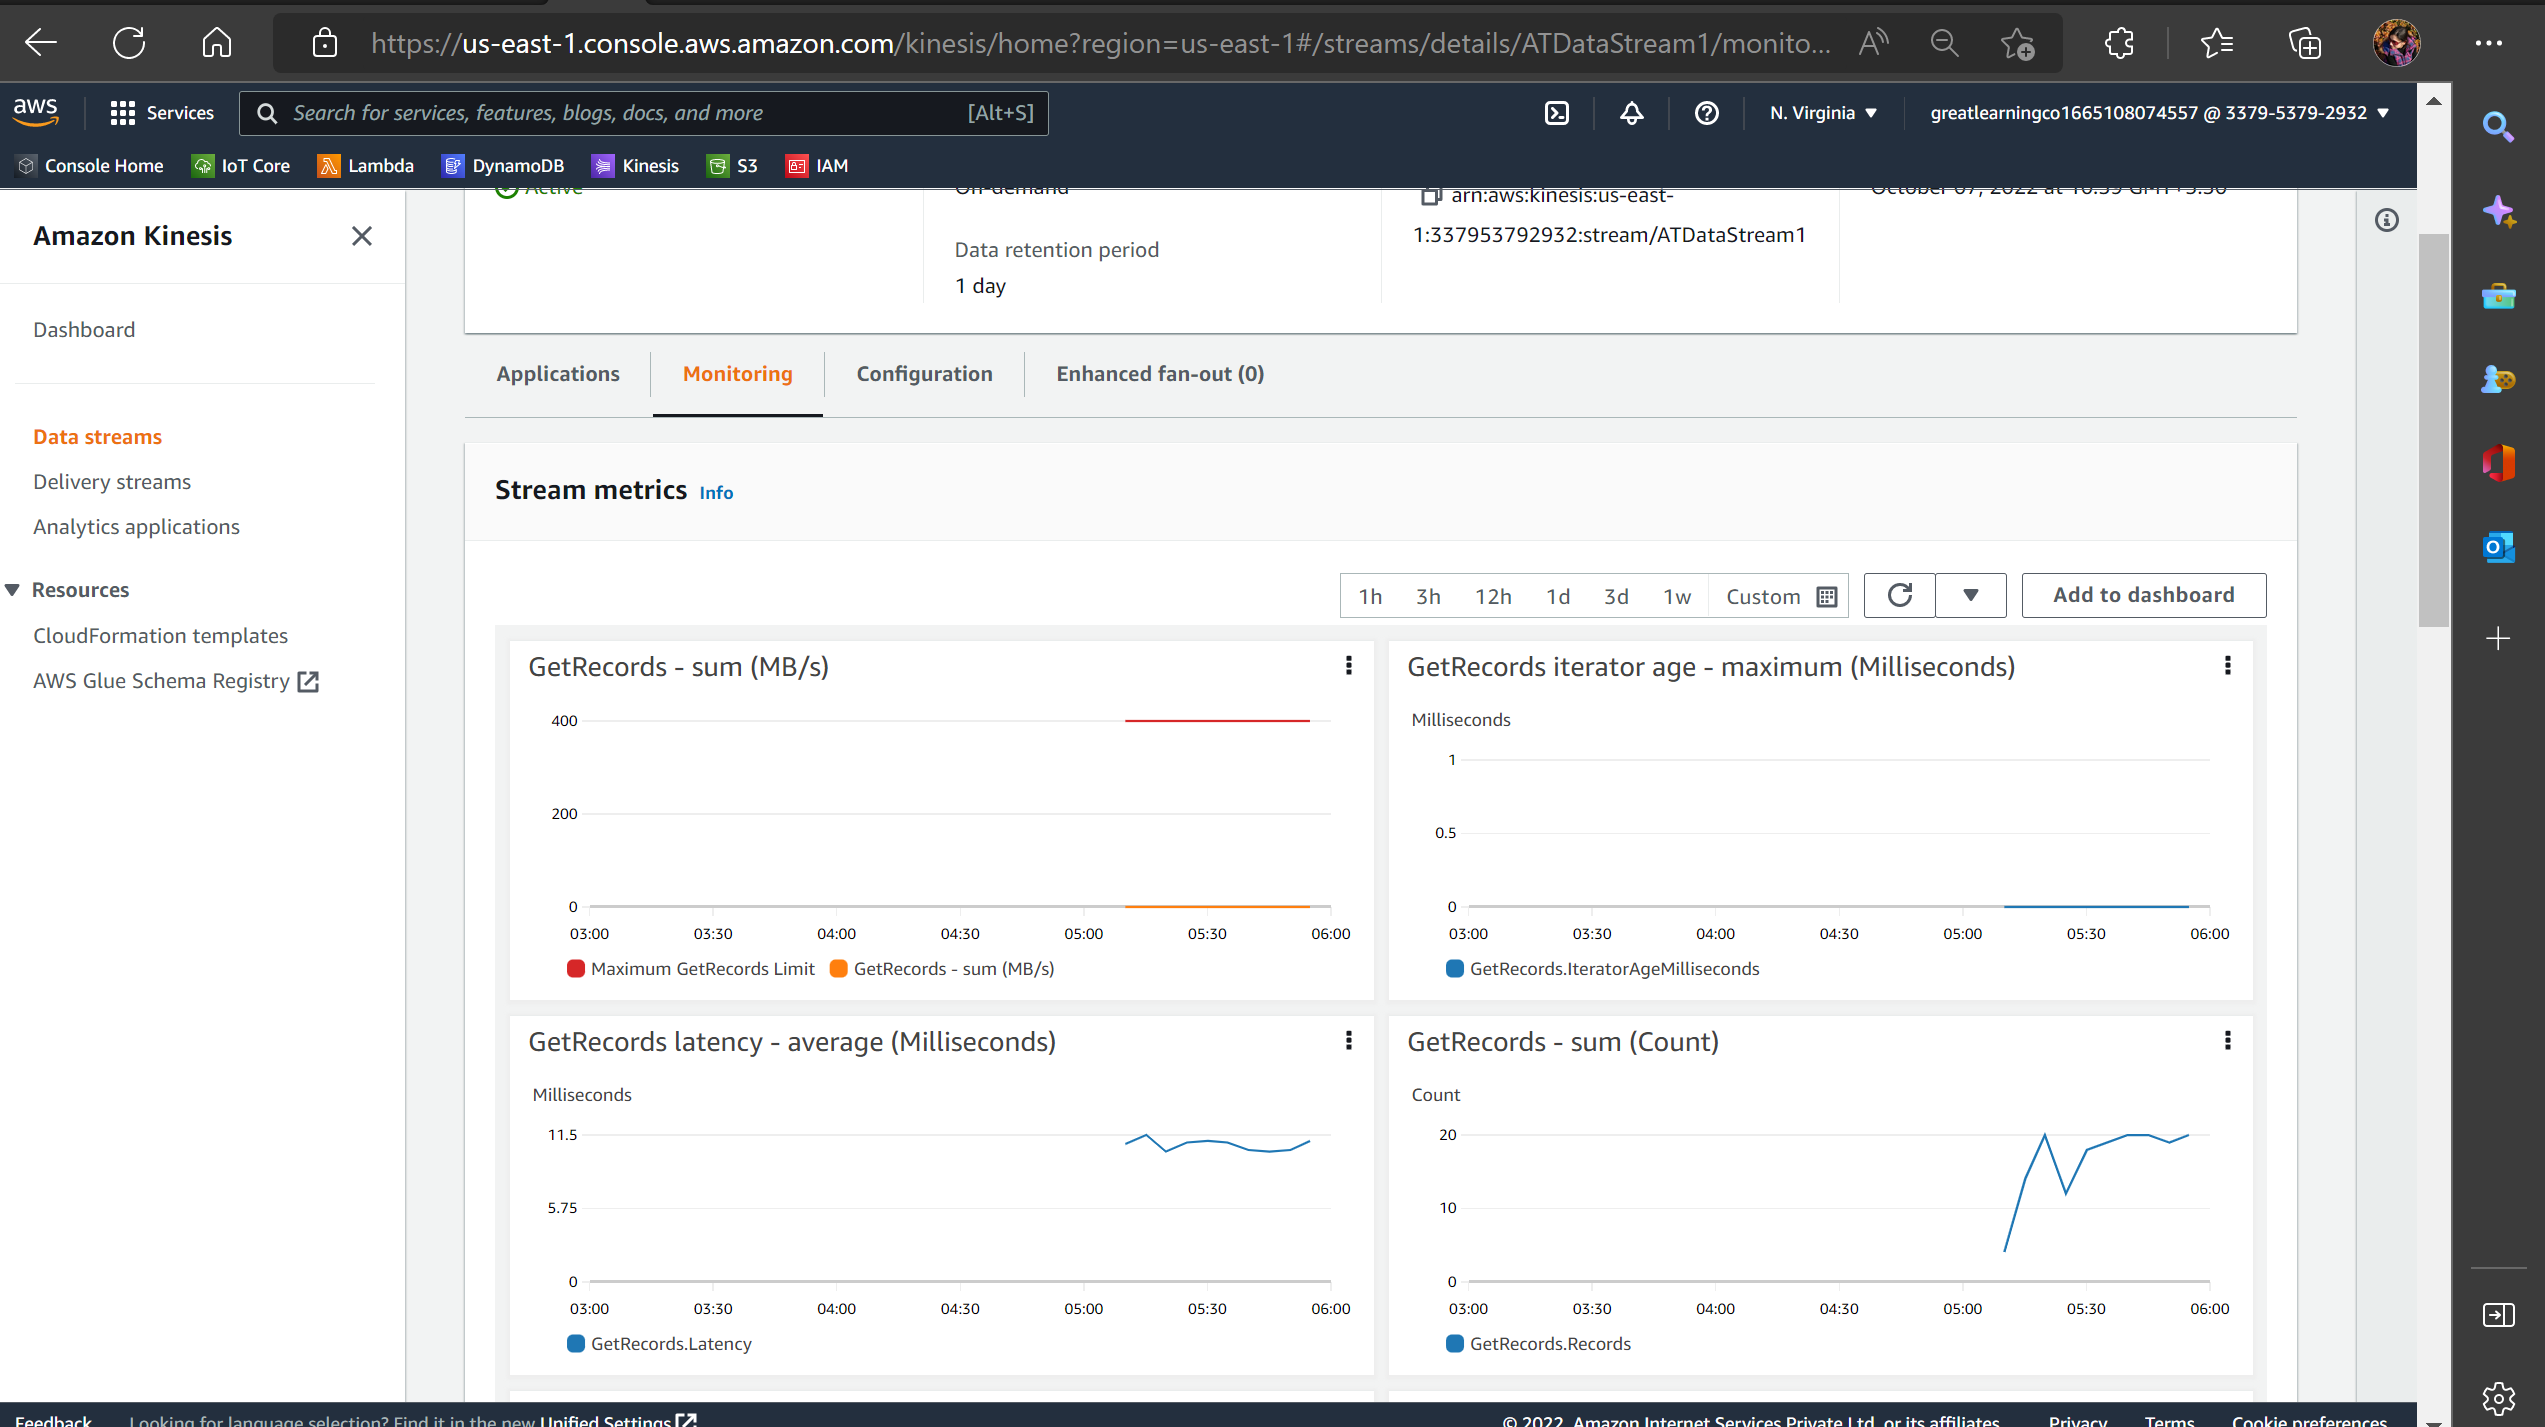 https://us-east-1.console.aws.amazon.com/kinesis/home?region=us-east-1#/streams/details/ATDataStream1/monito...
aws
Services
Search for services, features, blogs, docs, and more [Alt+S]
N. Virginia
greatlearningco1665108074557 @ 3379-5379-2932
Console Home
IoT Core
Lambda
DynamoDB
Kinesis
S3
IAM
Amazon Kinesis
Dashboard
Data streams
Delivery streams
Analytics applications
Resources
CloudFormation templates
AWS Glue Schema Registry
Active
On-demand
Data retention period
1 day
arn:aws:kinesis:us-east-
1:337953792932:stream/ATDataStream1
Applications
Monitoring
Configuration
Enhanced fan-out (0)
Stream metrics Info
1h 3h 12h 1d 3d 1w Custom
Add to dashboard
GetRecords - sum (MB/s)
400
200
0
03:00 03:30 04:00 04:30 05:00 05:30 06:00
Maximum GetRecords Limit GetRecords - sum (MB/s)
GetRecords iterator age - maximum (Milliseconds)
Milliseconds
1
0.5
0
03:00 03:30 04:00 04:30 05:00 05:30 06:00
GetRecords.IteratorAgeMilliseconds
GetRecords latency - average (Milliseconds)
Milliseconds
11.5
5.75
0
03:00 03:30 04:00 04:30 05:00 05:30 06:00
GetRecords.Latency
GetRecords - sum (Count)
Count
20
10
0
03:00 03:30 04:00 04:30 05:00 05:30 06:00
GetRecords.Records
Feedback
Looking for language selection? Find it in the new Unified Settings
© 2022, Amazon Internet Services Private Ltd. or its affiliates.
Privacy
Terms
Cookie preferences